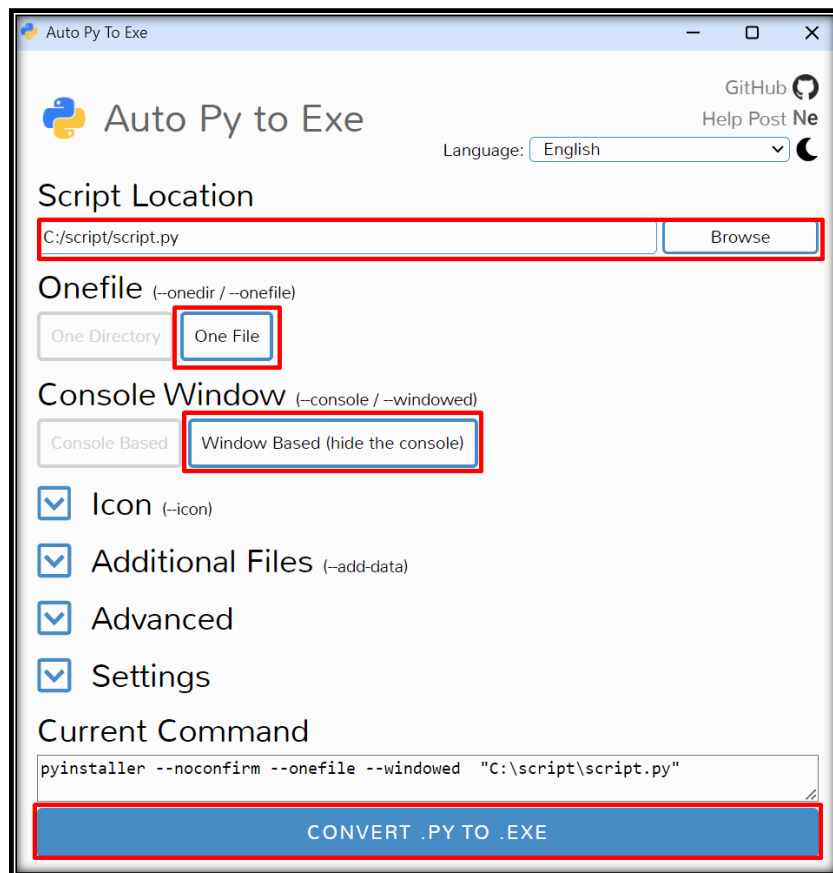 Auto Py To Exe
GitHub
Auto Py to Exe
Help Post Ne
Language: English
Script Location
C:/script/script.py Browse
Onefile (--onedir / --onefile)
One Directory One File
Console Window (--console / --windowed)
Console Based Window Based (hide the console)
Icon (--icon)
Additional Files (--add-data)
Advanced
Settings
Current Command
pyinstaller --noconfirm --onefile --windowed  "C:\script\script.py"
CONVERT .PY TO .EXE